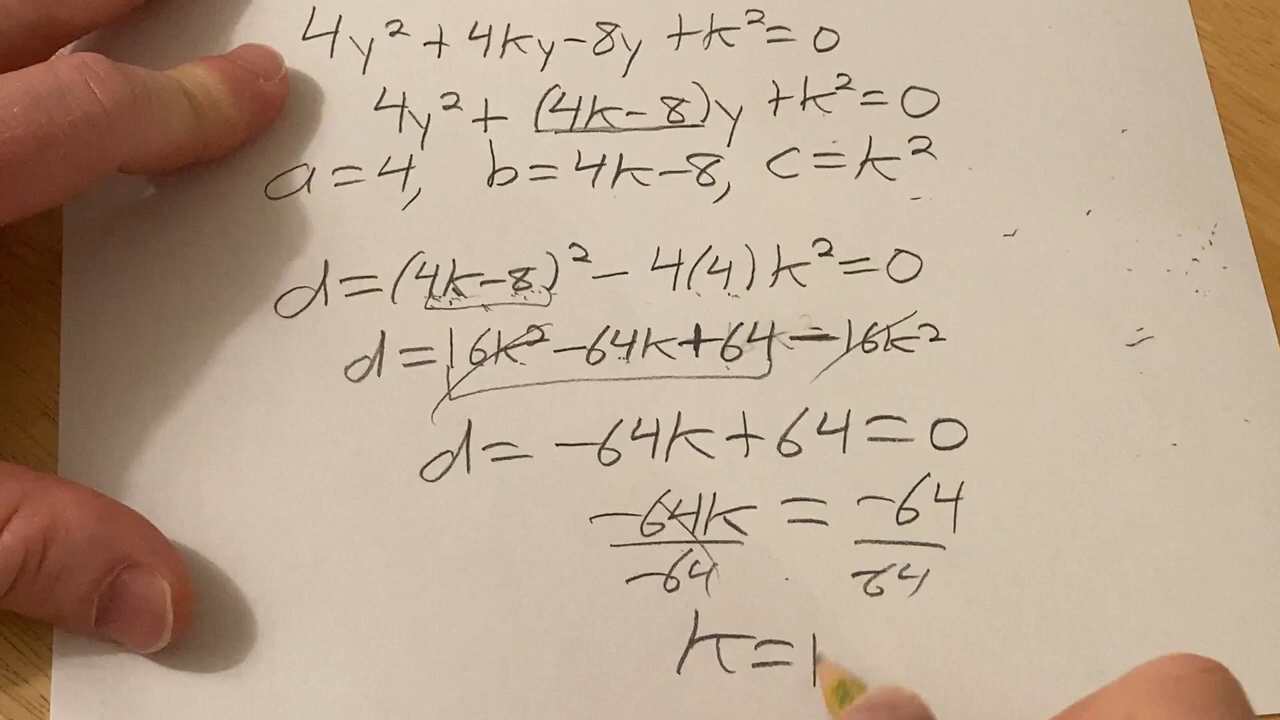 4y² + 4ky - 8y + k² = 0
4y² + (4k - 8)y + k² = 0
a = 4, b = 4k - 8, c = k²
d = (4k - 8)² - 4(4)k² = 0
d = 16k² - 64k + 64 - 16k²
d = -64k + 64 = 0
-64k = -64
-64 64
k = 1